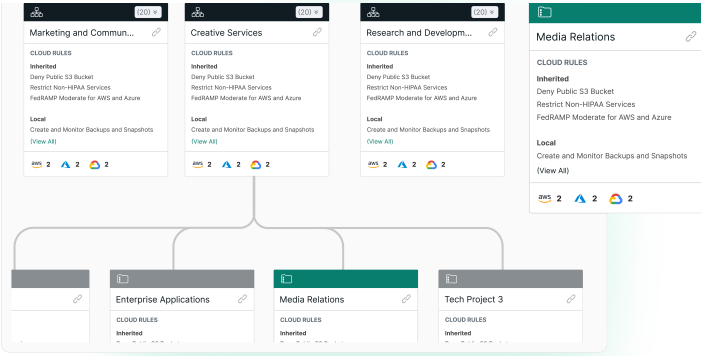 (20)
Marketing and Commun...
CLOUD RULES
Inherited
Deny Public S3 Bucket
Restrict Non-HIPAA Services
FedRAMP Moderate for AWS and Azure
Local
Create and Monitor Backups and Snapshots
(View All)
aws 2 2 2
(20)
Creative Services
CLOUD RULES
Inherited
Deny Public S3 Bucket
Restrict Non-HIPAA Services
FedRAMP Moderate for AWS and Azure
Local
Create and Monitor Backups and Snapshots
(View All)
aws 2 2 2
(20)
Research and Developm...
CLOUD RULES
Inherited
Deny Public S3 Bucket
Restrict Non-HIPAA Services
FedRAMP Moderate for AWS and Azure
Local
Create and Monitor Backups and Snapshots
(View All)
aws 2 2 2
Media Relations
CLOUD RULES
Inherited
Deny Public S3 Bucket
Restrict Non-HIPAA Services
FedRAMP Moderate for AWS and Azure
Local
Create and Monitor Backups and Snapshots
(View All)
aws 2 2 2
Enterprise Applications
CLOUD RULES
Inherited
Media Relations
CLOUD RULES
Inherited
Tech Project 3
CLOUD RULES
Inherited